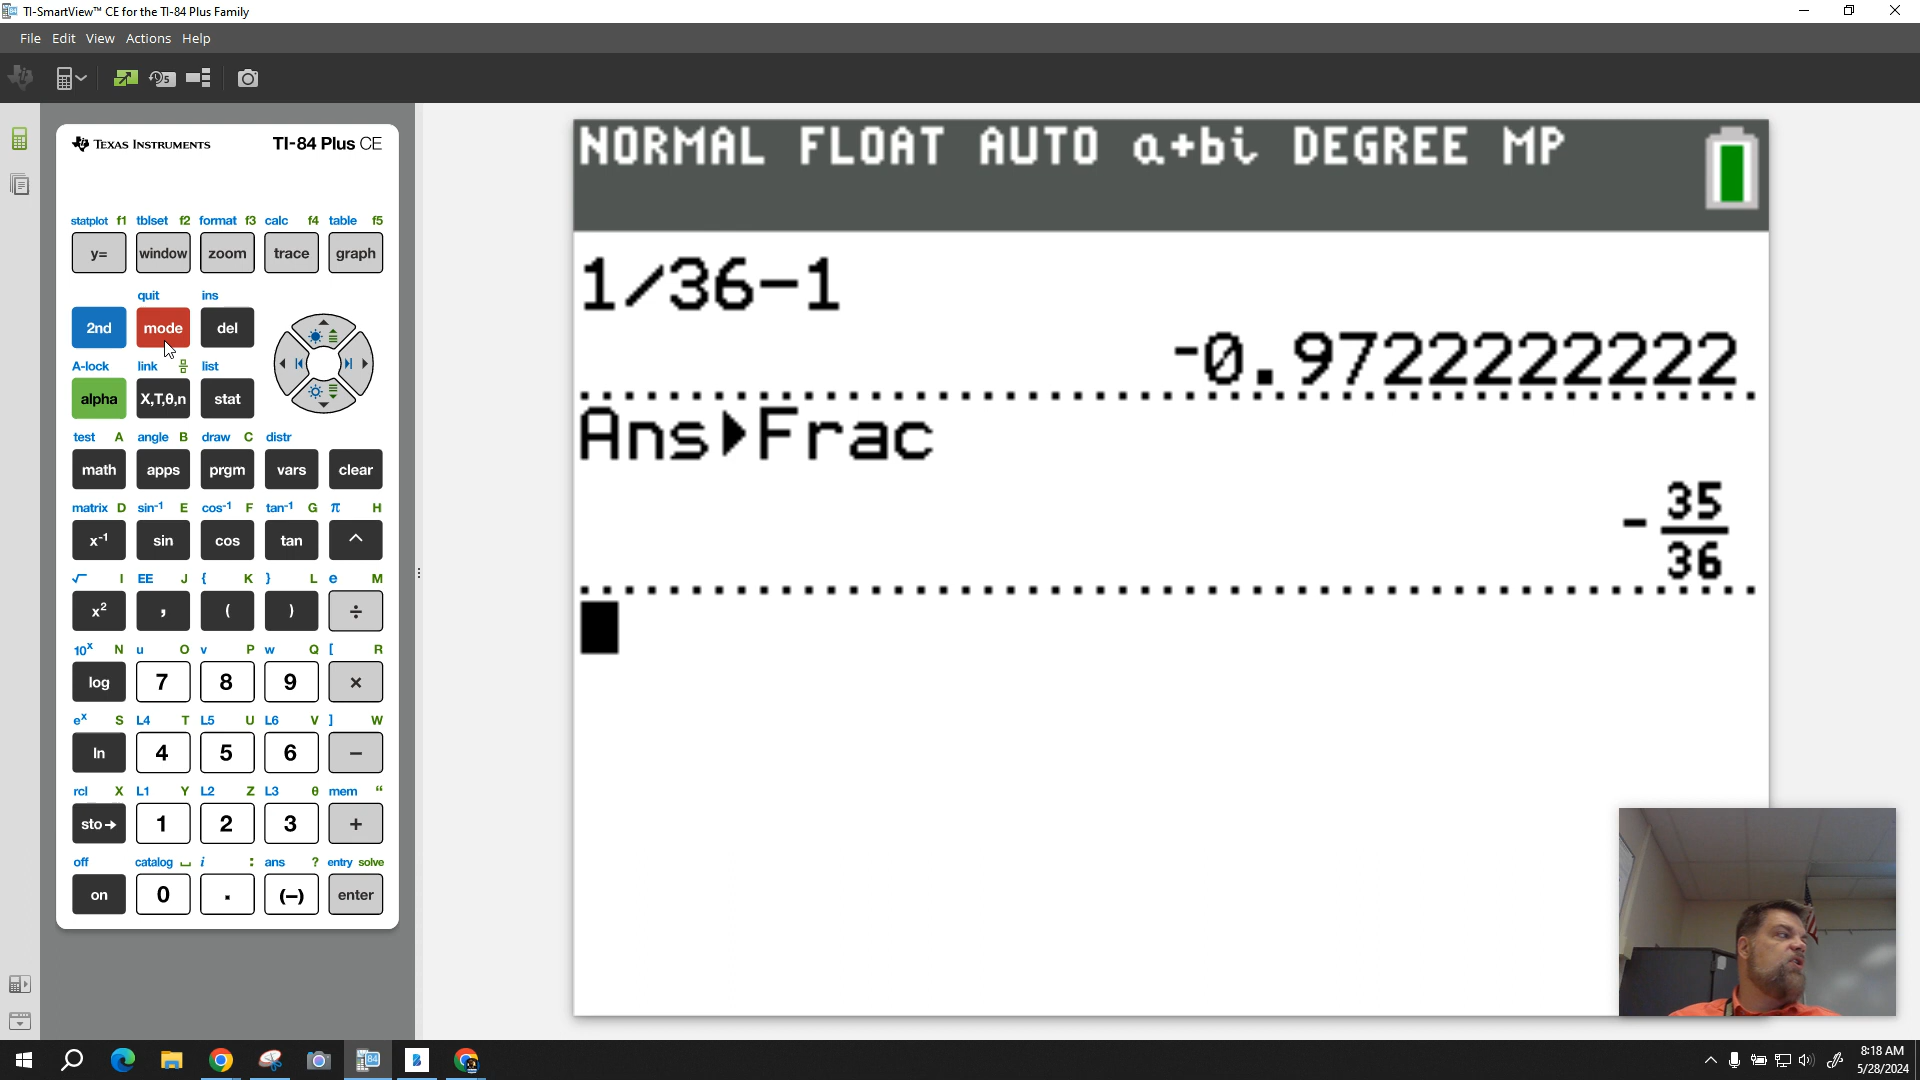 TI-SmartView™ CE for the TI-84 Plus Family
File Edit View Actions Help
TEXAS INSTRUMENTS TI-84 Plus CE
statplot f1 tblset f2 format f3 calc f4 table f5
y= window zoom trace graph
quit ins
2nd mode del
A-lock link list
alpha X,T,θ,n stat
test A angle B draw C distr
math apps prgm vars clear
matrix D sin⁻¹ E cos⁻¹ F tan⁻¹ G π H
x⁻¹ sin cos tan ^
√ I EE J { K } L e M
x² , ( ) ÷
10ˣ N u O v P w Q [ R
log 7 8 9 ×
eˣ S L4 T L5 U L6 V ] W
ln 4 5 6 −
rcl X L1 Y L2 Z L3 θ mem “
sto→ 1 2 3 +
off catalog ⎵ i : ans ? entry solve
on 0 . (–) enter
NORMAL FLOAT AUTO a+bi DEGREE MP
1/36-1
-0.9722222222
Ans▶Frac
-35/36
84
8:18 AM
5/28/2024